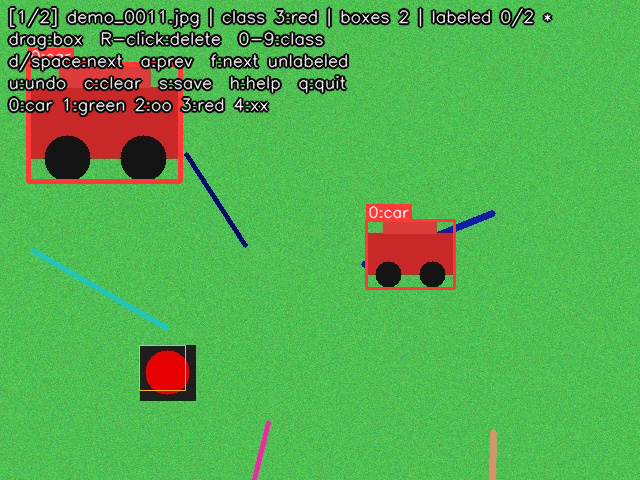 [1/2] demo_0011.jpg | class 3:red | boxes 2 | labeled 0/2 *
drag:box R-click:delete 0-9:class
0:car
d/space:next a:prev f:next unlabeled
u:undo c:clear s:save h:help q:quit
0:car 1:green 2:oo 3:red 4:xx
0:car